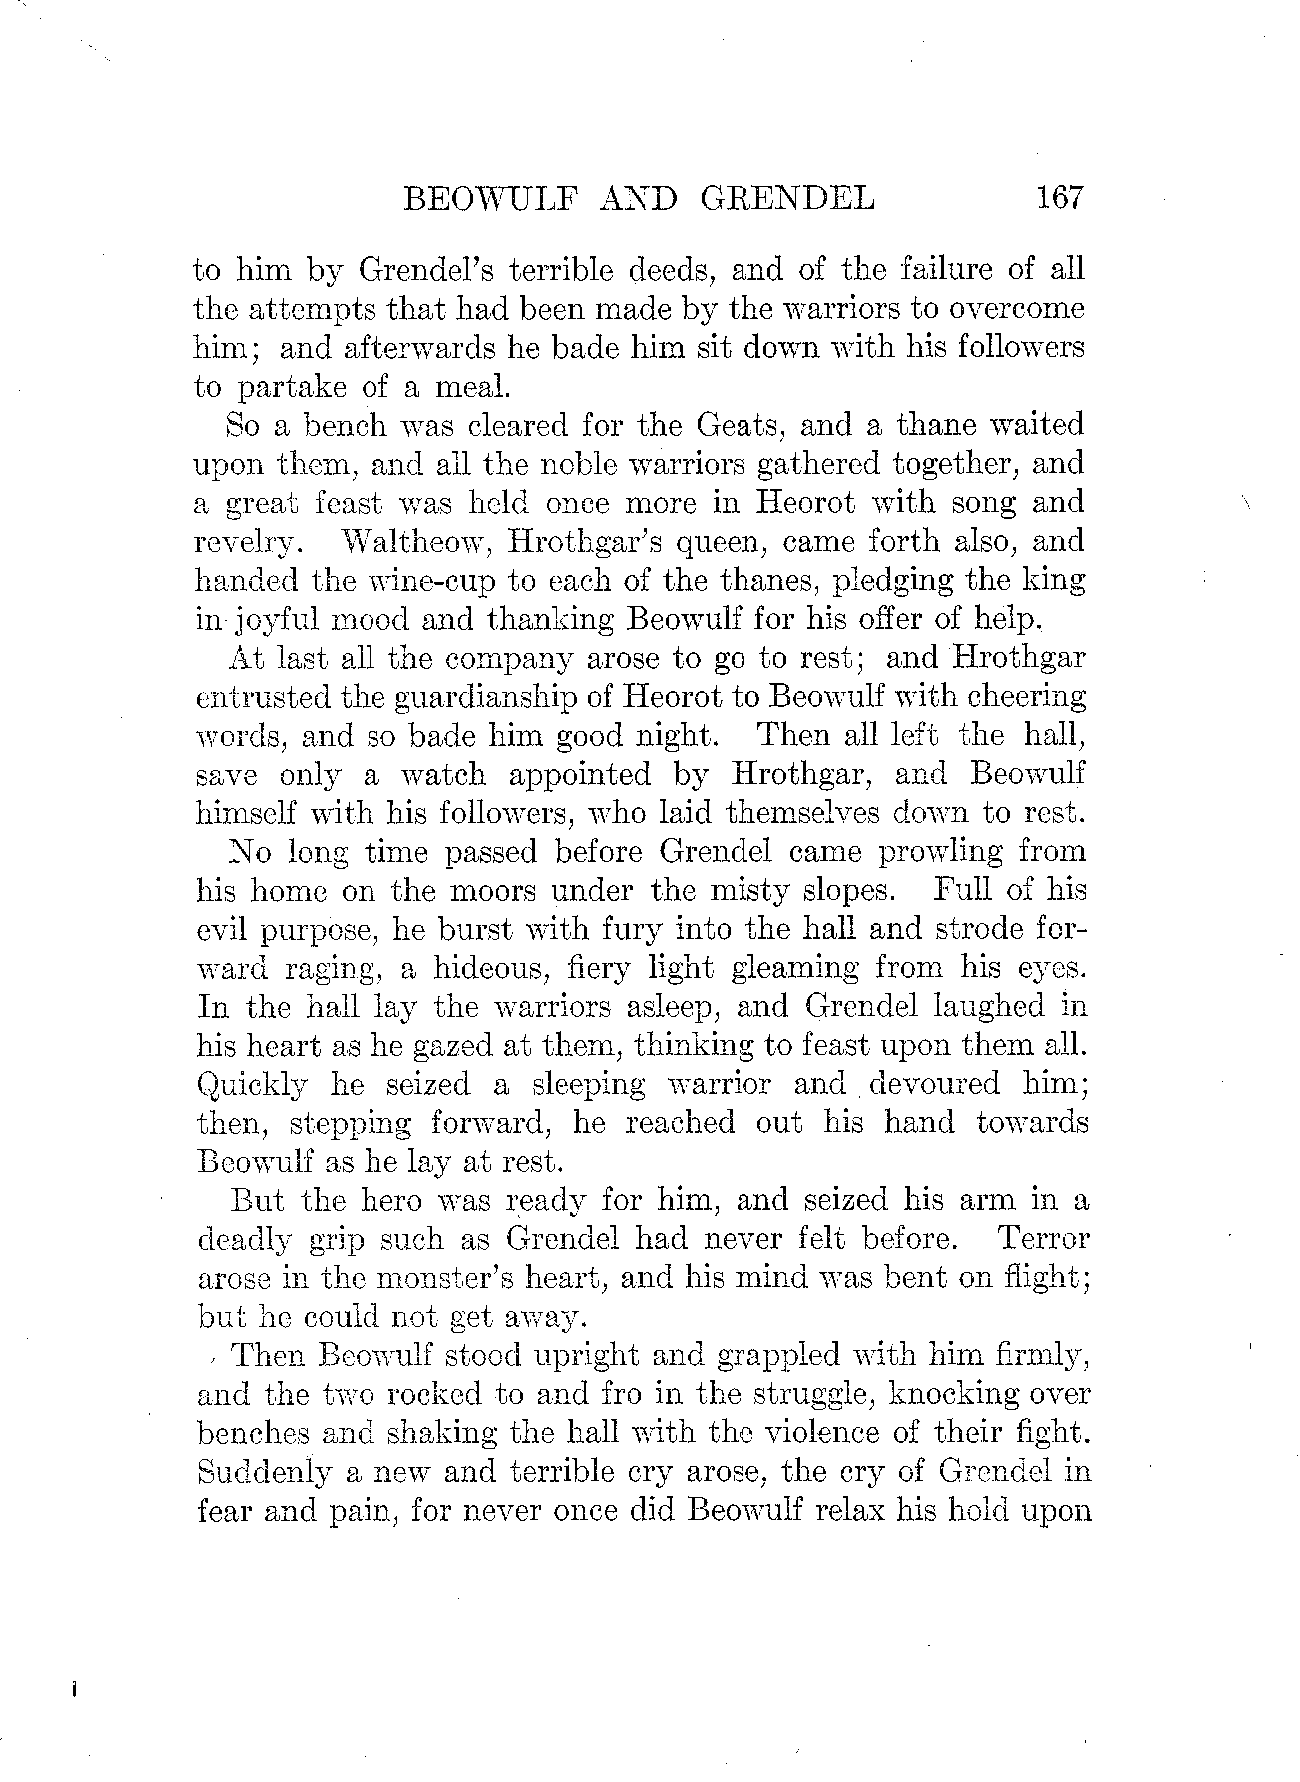 BEOWULF AND GRENDEL 167
to him by Grendel's terrible deeds, and of the failure of all
the attempts that had been made by the warriors to overcome
him; and afterwards he bade him sit down with his followers
to partake of a meal.
So a bench was cleared for the Geats, and a thane waited
upon them, and all the noble warriors gathered together, and
a great feast was held once more in Heorot with song and
revelry. Waltheow, Hrothgar's queen, came forth also, and
handed the wine-cup to each of the thanes, pledging the king
in joyful mood and thanking Beowulf for his offer of help.
At last all the company arose to go to rest; and Hrothgar
entrusted the guardianship of Heorot to Beowulf with cheering
words, and so bade him good night. Then all left the hall,
save only a watch appointed by Hrothgar, and Beowulf
himself with his followers, who laid themselves down to rest.
No long time passed before Grendel came prowling from
his home on the moors under the misty slopes. Full of his
evil purpose, he burst with fury into the hall and strode for-
ward raging, a hideous, fiery light gleaming from his eyes.
In the hall lay the warriors asleep, and Grendel laughed in
his heart as he gazed at them, thinking to feast upon them all.
Quickly he seized a sleeping warrior and devoured him;
then, stepping forward, he reached out his hand towards
Beowulf as he lay at rest.
But the hero was ready for him, and seized his arm in a
deadly grip such as Grendel had never felt before. Terror
arose in the monster's heart, and his mind was bent on flight;
but he could not get away.
Then Beowulf stood upright and grappled with him firmly,
and the two rocked to and fro in the struggle, knocking over
benches and shaking the hall with the violence of their fight.
Suddenly a new and terrible cry arose, the cry of Grendel in
fear and pain, for never once did Beowulf relax his hold upon